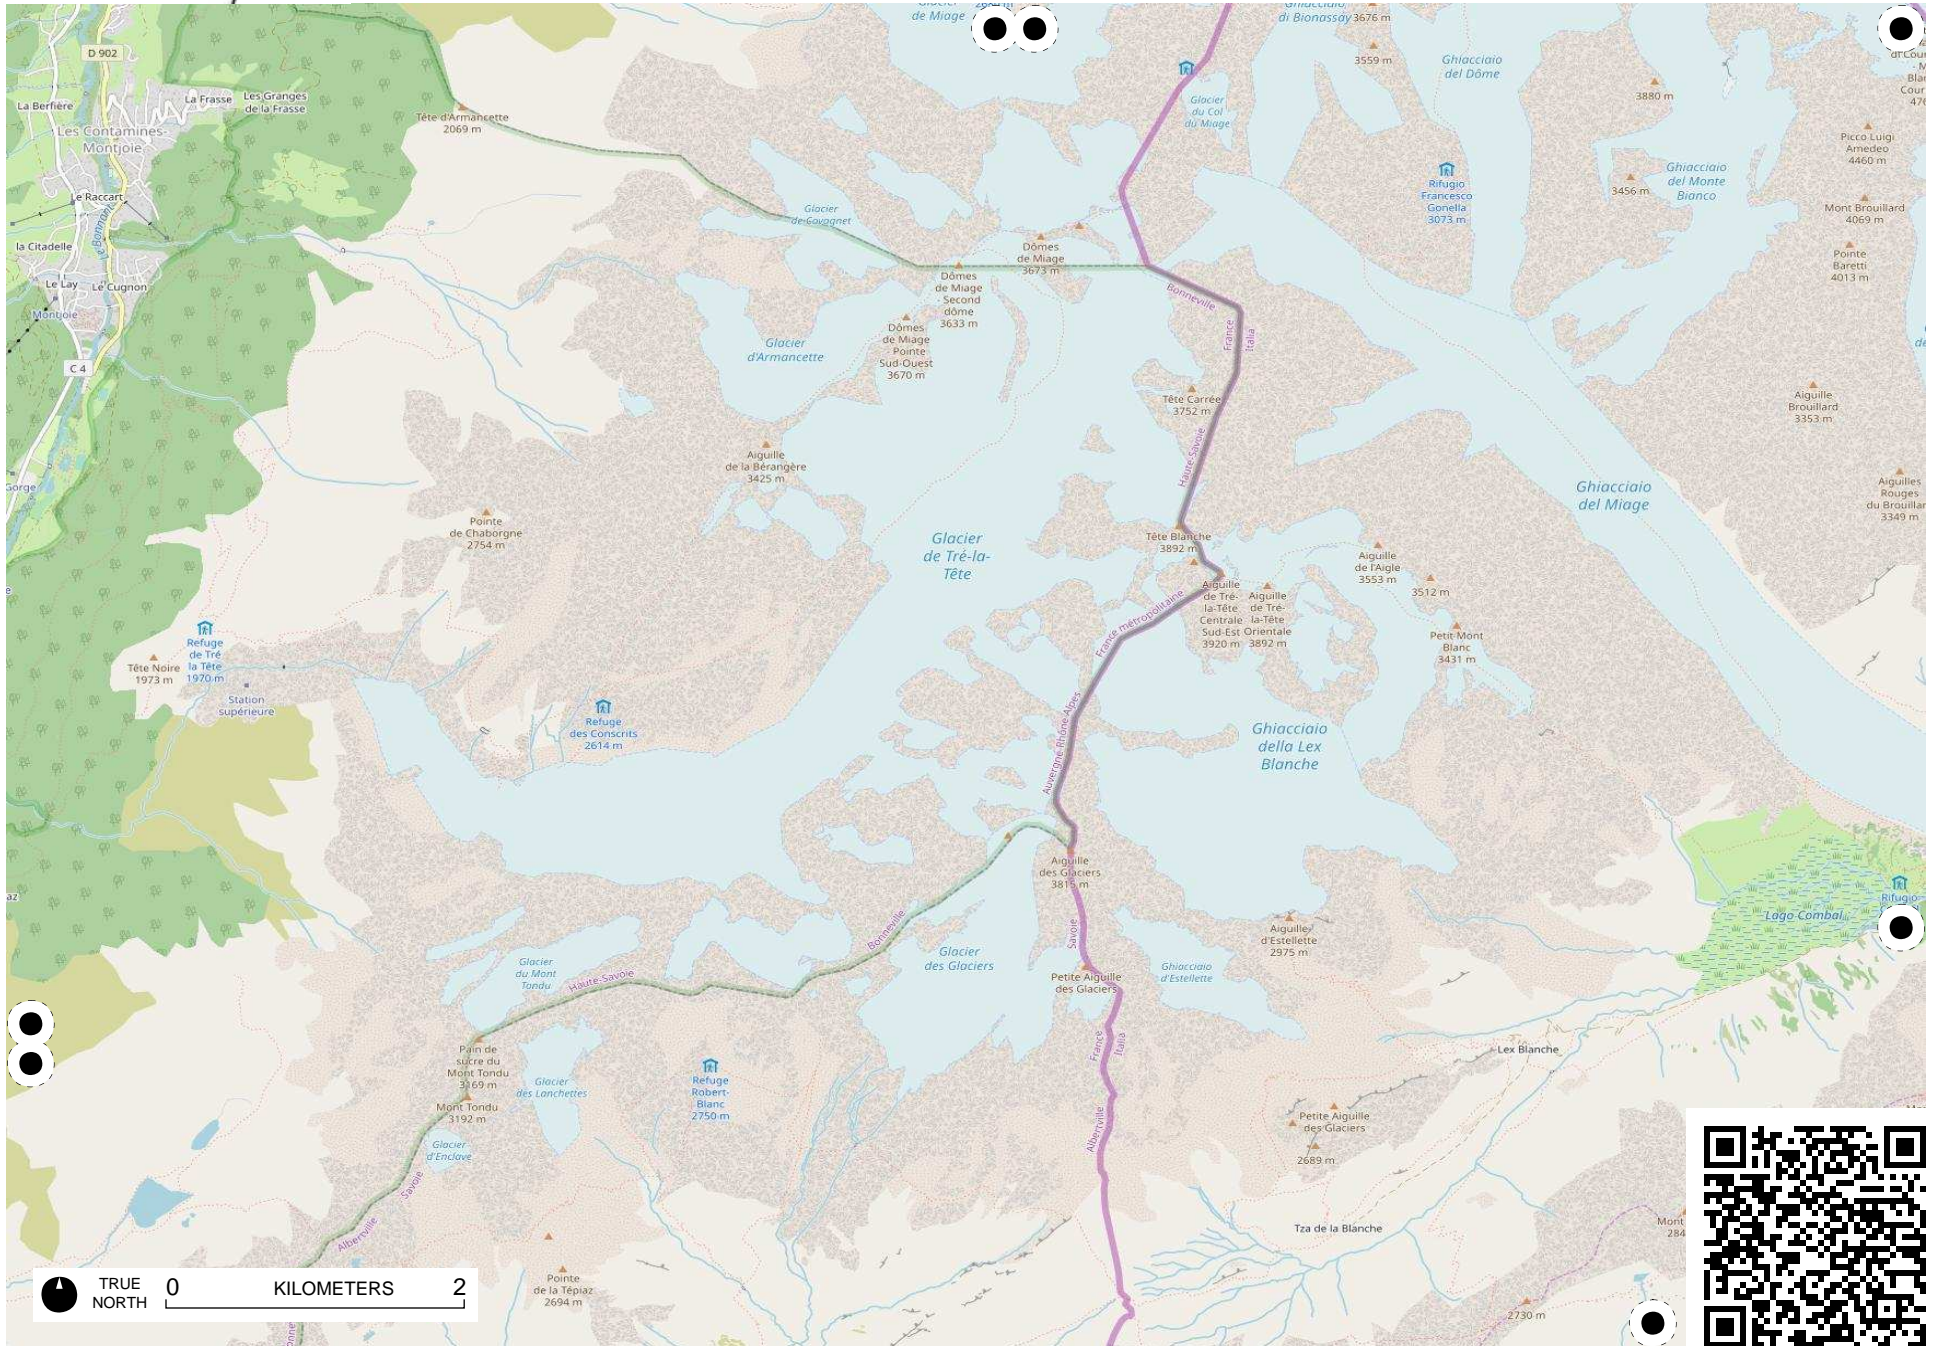 Glacier
de Miage
Ghiacciaio
di Bionassay
3676 m
3559 m
Ghiacciaio
del Dôme
3880 m
D 902
La Berfière
La Frasse
Les Granges
de la Frasse
Les Contamines-
Montjoie
Tête d'Armancette
2069 m
Glacier
du Col
du Miage
Picco Luigi
Amedeo
4460 m
Rifugio
Francesco
Gonella
3073 m
3456 m
Ghiacciaio
del Monte
Bianco
Mont Brouillard
4069 m
Le Raccart
Bonnant
la Citadelle
Le Lay
Le Cugnon
Montjoie
C 4
Gorge
Glacier
de Covagnet
Dômes
de Miage
3673 m
Dômes
de Miage
- Second
dôme
3633 m
Dômes
de Miage
- Pointe
Sud-Ouest
3670 m
Glacier
d'Armancette
Bonneville
France
Italia
Pointe
Baretti
4013 m
Tête Carrée
3752 m
Haute-Savoie
Aiguille
Brouillard
3353 m
Aiguille
de la Bérangère
3425 m
Pointe
de Chaborgne
2754 m
Ghiacciaio
del Miage
Aiguilles
Rouges
du Brouillar
3349 m
Glacier
de Tré-la-
Tête
Tête Blanche
3892 m
Aiguille
de Tré-
la-Tête
Centrale
Sud-Est
3920 m
Aiguille
de Tré-
la-Tête
Orientale
3892 m
Aiguille
de l'Aigle
3553 m
3512 m
Petit Mont
Blanc
3431 m
France métropolitaine
Auvergne-Rhône-Alpes
Refuge
de Tré
la Tête
1970 m
Tête Noire
1973 m
Station
supérieure
Refuge
des Conscrits
2614 m
Ghiacciaio
della Lex
Blanche
Aiguille
des Glaciers
3815 m
Rifugio
Lago Combal
Aiguille
d'Estellette
2975 m
Bonneville
Savoie
Haute-Savoie
Glacier
du Mont
Tondu
Glacier
des Glaciers
Petite Aiguille
des Glaciers
Ghiacciaio
d'Estellette
France
Italia
Lex Blanche
Pain de
sucre du
Mont Tondu
3169 m
Mont Tondu
3192 m
Glacier
des Lanchettes
Refuge
Robert-
Blanc
2750 m
Albertville
Petite Aiguille
des Glaciers
2689 m
Glacier
d'Enclave
Savoie
Albertville
Tza de la Blanche
Pointe
de la Tépiaz
2694 m
2730 m
TRUE
NORTH
0 KILOMETERS 2